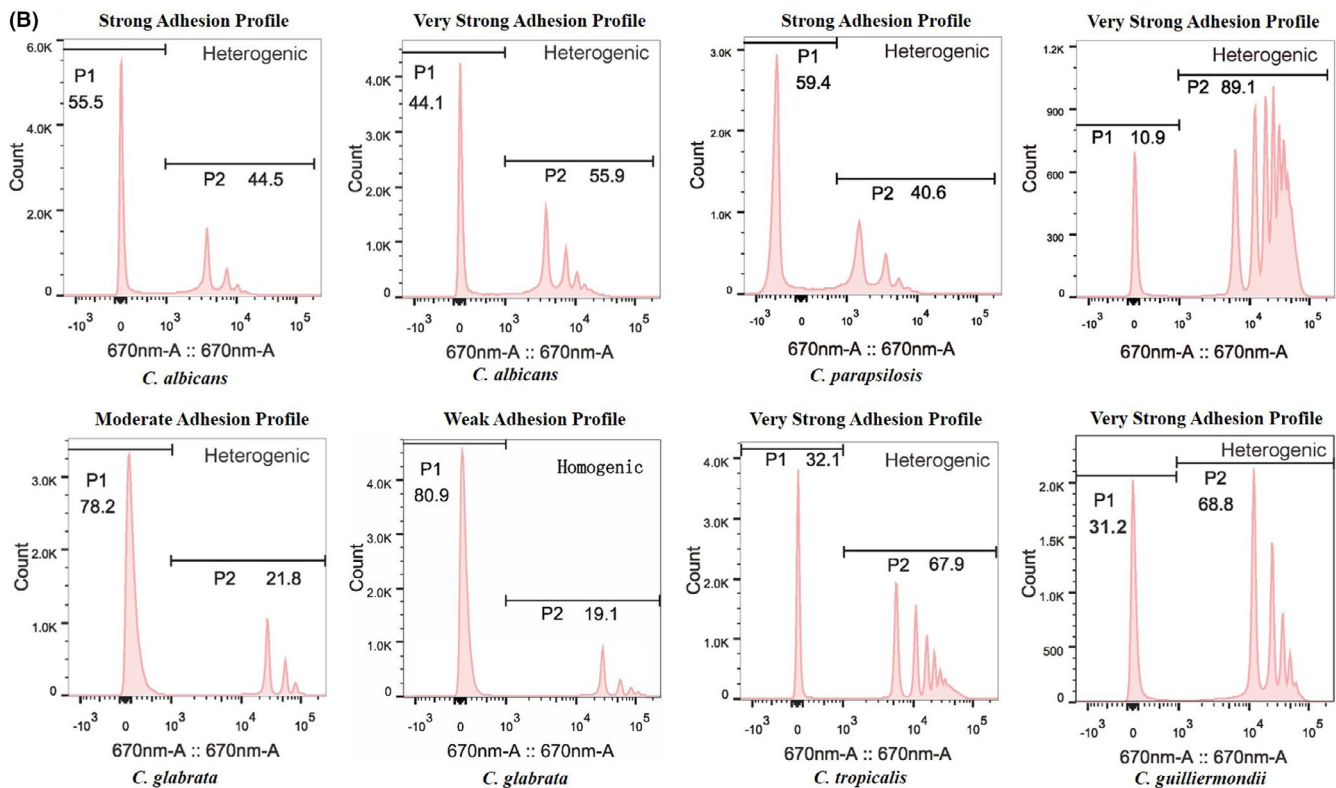 (B)
Strong Adhesion Profile
6.0K
4.0K
2.0K
0
Count
Heterogenic
P1
55.5
P2 44.5
-10³ 0 10³ 10⁴ 10⁵
670nm-A :: 670nm-A
C. albicans
Very Strong Adhesion Profile
4.0K
3.0K
2.0K
1.0K
0
Count
Heterogenic
P1
44.1
P2 55.9
-10³ 0 10³ 10⁴ 10⁵
670nm-A :: 670nm-A
C. albicans
Strong Adhesion Profile
3.0K
2.0K
1.0K
0
Count
Heterogenic
P1
59.4
P2 40.6
-10³ 0 10³ 10⁴ 10⁵
670nm-A :: 670nm-A
C. parapsilosis
Very Strong Adhesion Profile
1.2K
900
600
300
0
Count
Heterogenic
P2 89.1
P1 10.9
-10³ 0 10³ 10⁴ 10⁵
670nm-A :: 670nm-A
Moderate Adhesion Profile
3.0K
2.0K
1.0K
0
Count
Heterogenic
P1
78.2
P2 21.8
-10³ 0 10³ 10⁴ 10⁵
670nm-A :: 670nm-A
C. glabrata
Weak Adhesion Profile
4.0K
3.0K
2.0K
1.0K
0
Count
Homogenic
P1
80.9
P2 19.1
-10³ 0 10³ 10⁴ 10⁵
670nm-A :: 670nm-A
C. glabrata
Very Strong Adhesion Profile
4.0K
3.0K
2.0K
1.0K
0
Count
P1 32.1
Heterogenic
P2 67.9
-10³ 0 10³ 10⁴ 10⁵
670nm-A :: 670nm-A
C. tropicalis
Very Strong Adhesion Profile
2.0K
1.5K
1.0K
500
0
Count
Heterogenic
P1
31.2
P2
68.8
-10³ 0 10³ 10⁴ 10⁵
670nm-A :: 670nm-A
C. guilliermondii